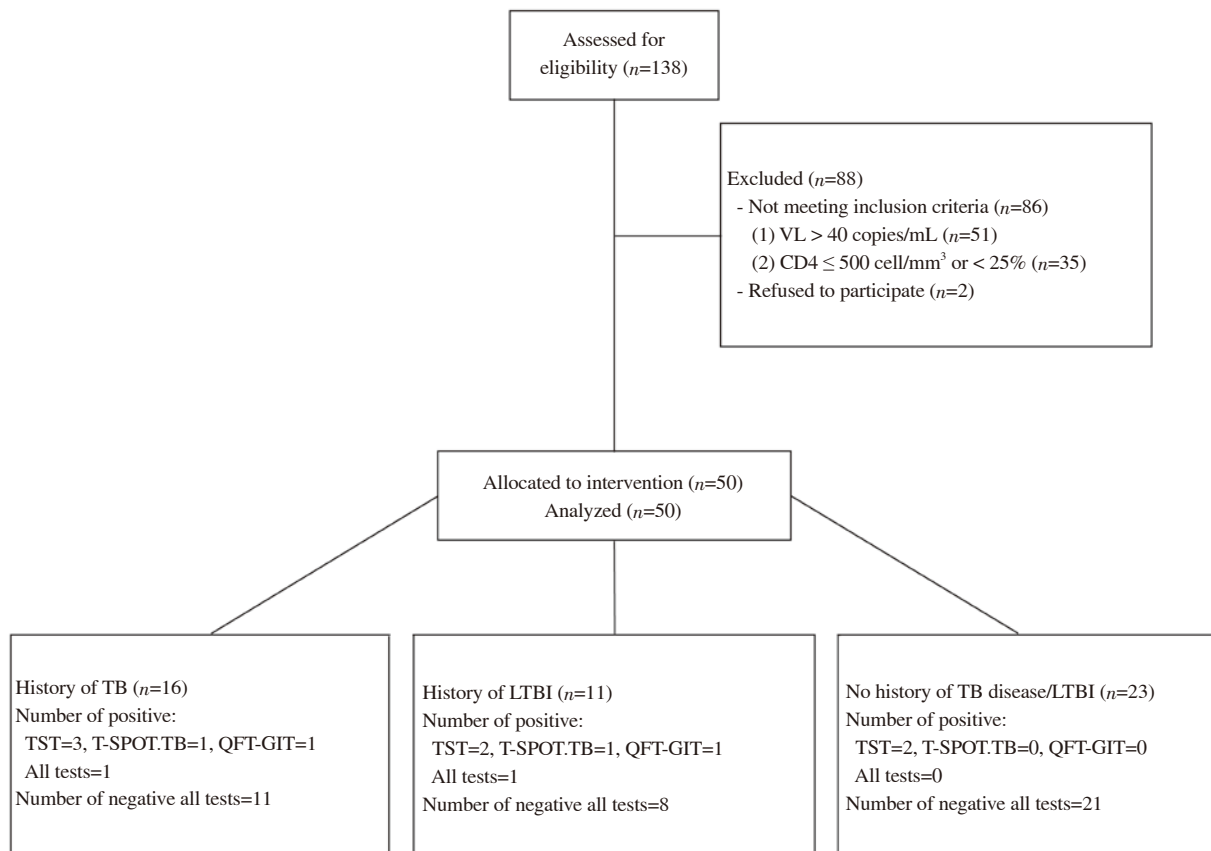 Assessed for
eligibility (n=138)
Excluded (n=88)
- Not meeting inclusion criteria (n=86)
(1) VL > 40 copies/mL (n=51)
(2) CD4 ≤ 500 cell/mm³ or < 25% (n=35)
- Refused to participate (n=2)
Allocated to intervention (n=50)
Analyzed (n=50)
History of TB (n=16)
Number of positive:
TST=3, T-SPOT.TB=1, QFT-GIT=1
All tests=1
Number of negative all tests=11
History of LTBI (n=11)
Number of positive:
TST=2, T-SPOT.TB=1, QFT-GIT=1
All tests=1
Number of negative all tests=8
No history of TB disease/LTBI (n=23)
Number of positive:
TST=2, T-SPOT.TB=0, QFT-GIT=0
All tests=0
Number of negative all tests=21